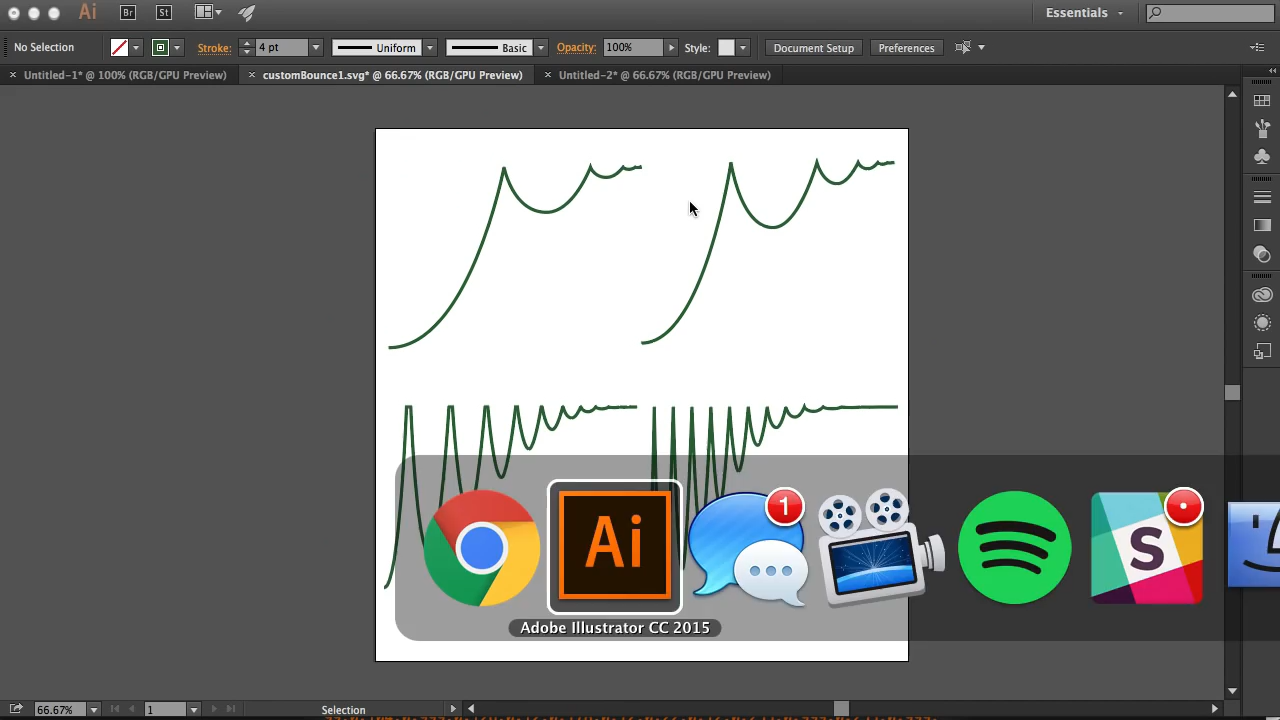 Ai Br St Essentials
No Selection Stroke: 4 pt Uniform Basic Opacity: 100% Style: Document Setup Preferences
× Untitled-1* @ 100% (RGB/GPU Preview) × customBounce1.svg* @ 66.67% (RGB/GPU Preview) × Untitled-2* @ 66.67% (RGB/GPU Preview)
Ai 1 S
Adobe Illustrator CC 2015
66.67% 1 Selection